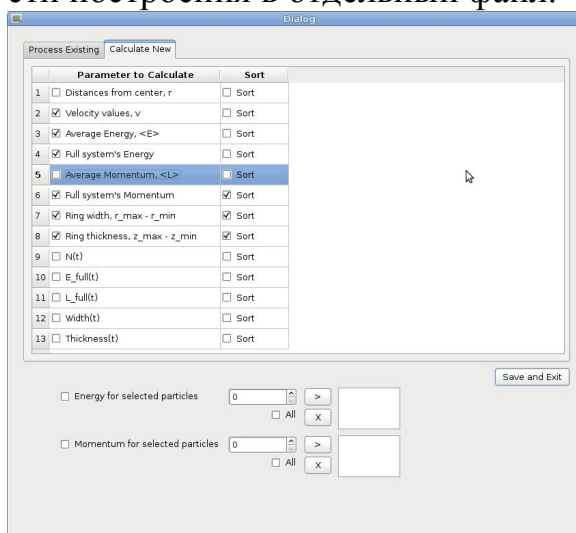 сти построения в отдельный файл.
Dialog
Process Existing Calculate New
Parameter to Calculate Sort
1 Distances from center, r Sort
2 Velocity values, v Sort
3 Average Energy, <E> Sort
4 Full system's Energy Sort
5 Average Momentum, <L> Sort
6 Full system's Momentum Sort
7 Ring width, r_max - r_min Sort
8 Ring thickness, z_max - z_min Sort
9 N(t) Sort
10 E_full(t) Sort
11 L_full(t) Sort
12 Width(t) Sort
13 Thickness(t) Sort
Save and Exit
Energy for selected particles 0 >
All X
Momentum for selected particles 0 >
All X